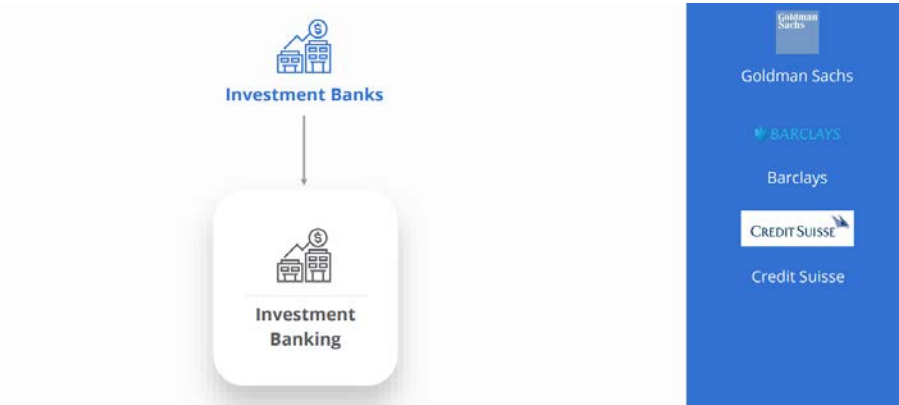 Investment Banks
$
$
Investment
Banking
Goldman
Sachs
Goldman Sachs
BARCLAYS
Barclays
CREDIT SUISSE
Credit Suisse